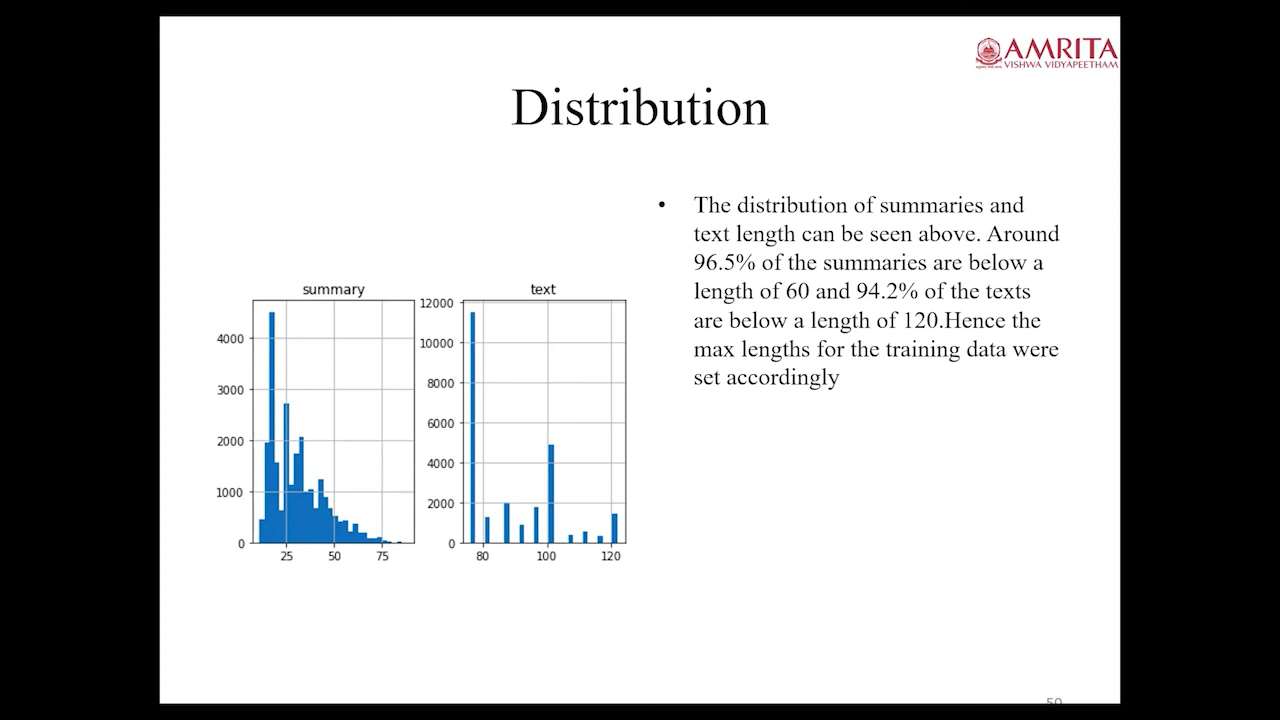 AMRITA
VISHWA VIDYAPEETHAM
Distribution
• The distribution of summaries and
text length can be seen above. Around
96.5% of the summaries are below a
length of 60 and 94.2% of the texts
are below a length of 120.Hence the
max lengths for the training data were
set accordingly
summary
4000
3000
2000
1000
0
25 50 75
text
12000
10000
8000
6000
4000
2000
0
80 100 120